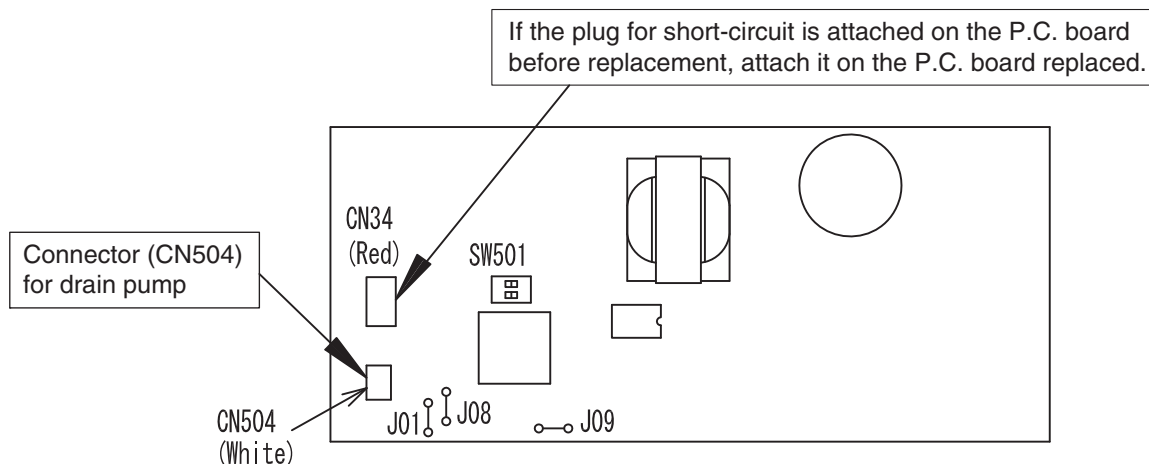 If the plug for short-circuit is attached on the P.C. board
before replacement, attach it on the P.C. board replaced.
CN34
(Red)
Connector (CN504)
for drain pump
SW501
CN504
(White)
J01
J08
J09